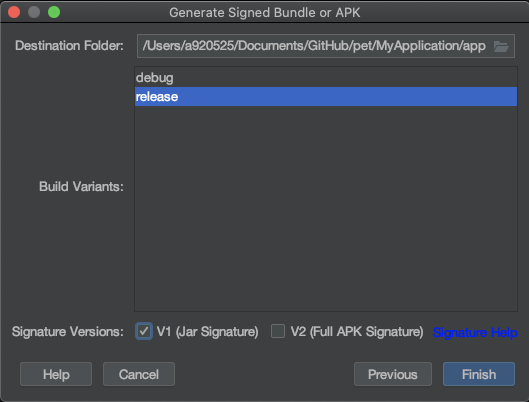 Generate Signed Bundle or APK
Destination Folder: /Users/a920525/Documents/GitHub/pet/MyApplication/app
debug
release
Build Variants:
Signature Versions: V1 (Jar Signature) V2 (Full APK Signature) Signature Help
Help Cancel Previous Finish